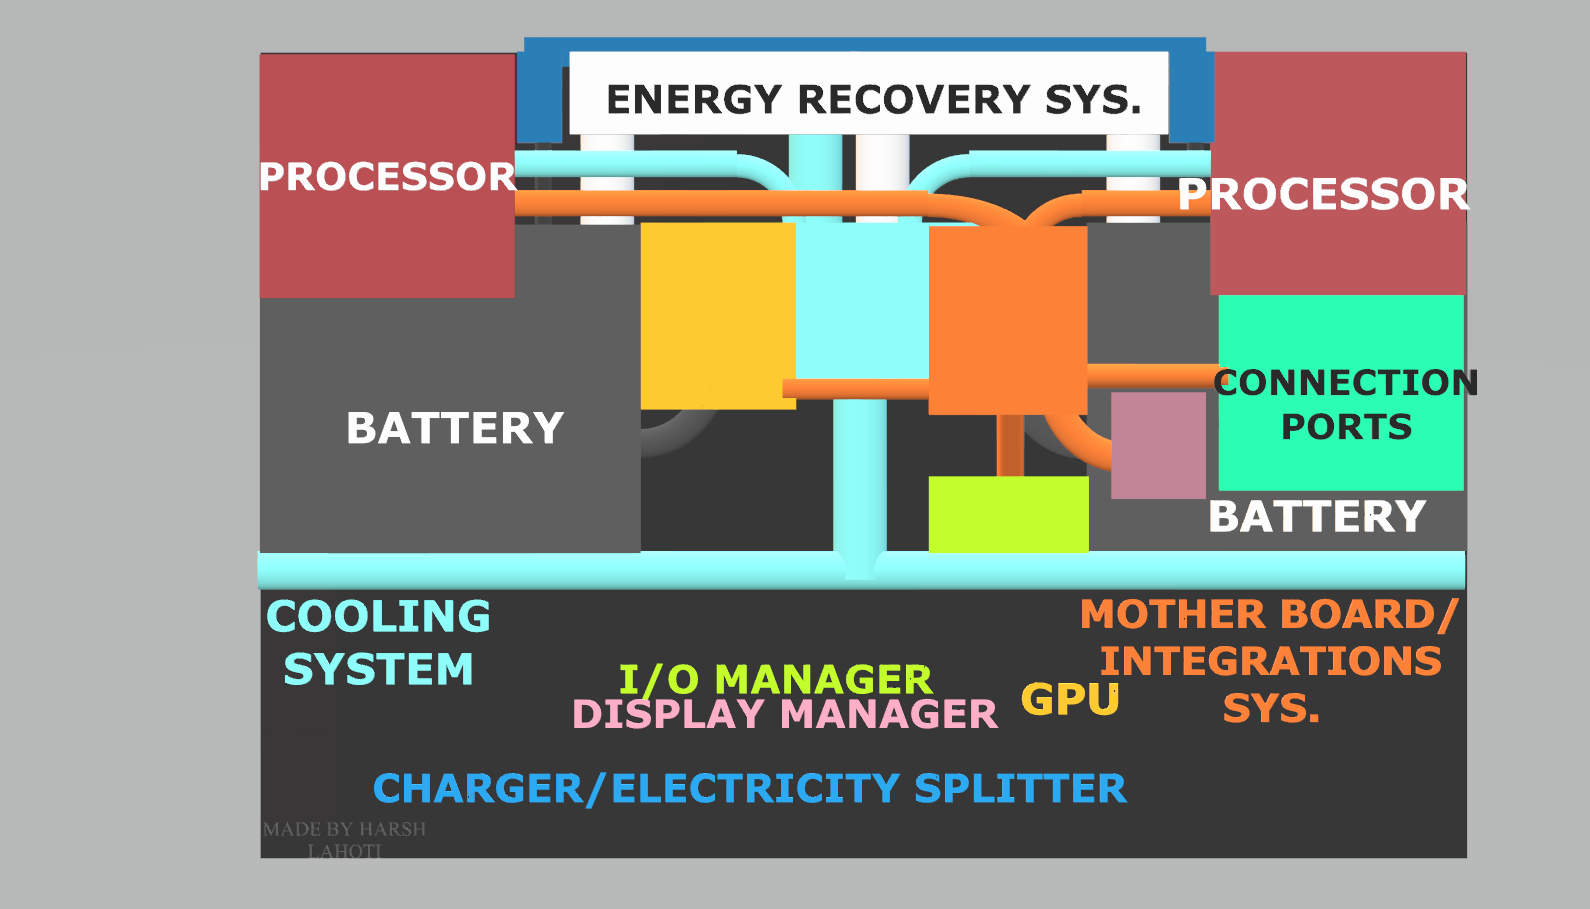 ENERGY RECOVERY SYS.
PROCESSOR
PROCESSOR
CONNECTION
PORTS
BATTERY
BATTERY
COOLING
SYSTEM
MOTHER BOARD/
INTEGRATIONS
SYS.
I/O MANAGER
DISPLAY MANAGER
GPU
CHARGER/ELECTRICITY SPLITTER
MADE BY HARSH
LAHOTI